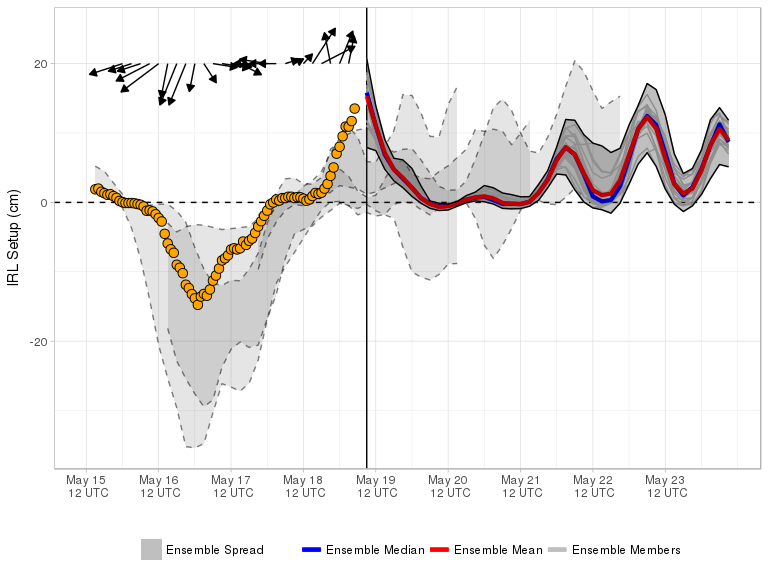 IRL Setup (cm)
20
0
-20
May 15 May 16 May 17 May 18 May 19 May 20 May 21 May 22 May 23
12 UTC 12 UTC 12 UTC 12 UTC 12 UTC 12 UTC 12 UTC 12 UTC 12 UTC
Ensemble Spread Ensemble Median Ensemble Mean Ensemble Members